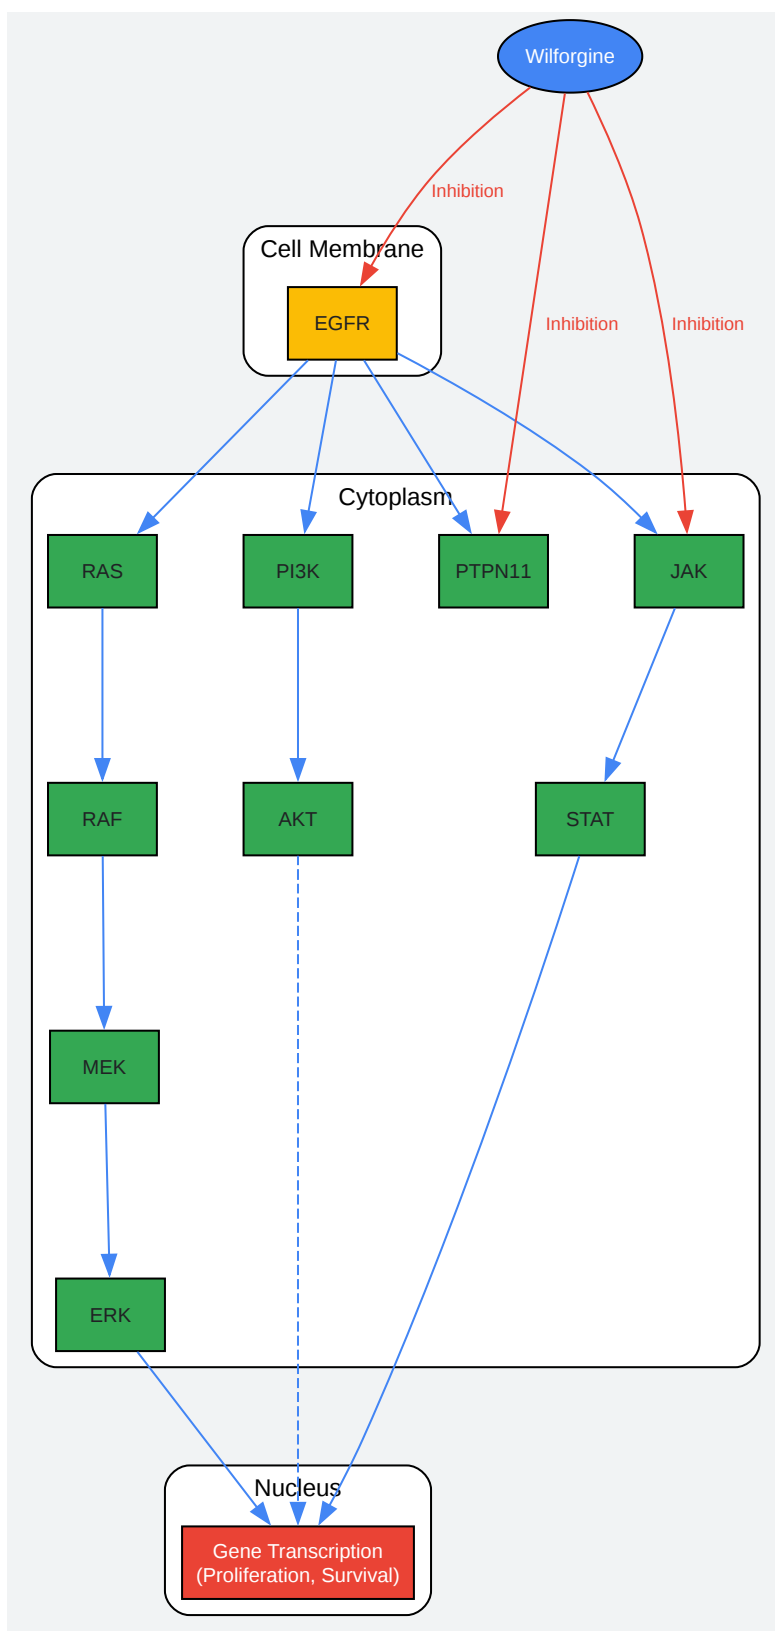 Wilforgine
Inhibition
Cell Membrane
EGFR
Inhibition
Inhibition
Cytoplasm
RAS
PI3K
PTPN11
JAK
RAF
AKT
STAT
MEK
ERK
Nucleus
Gene Transcription
(Proliferation, Survival)